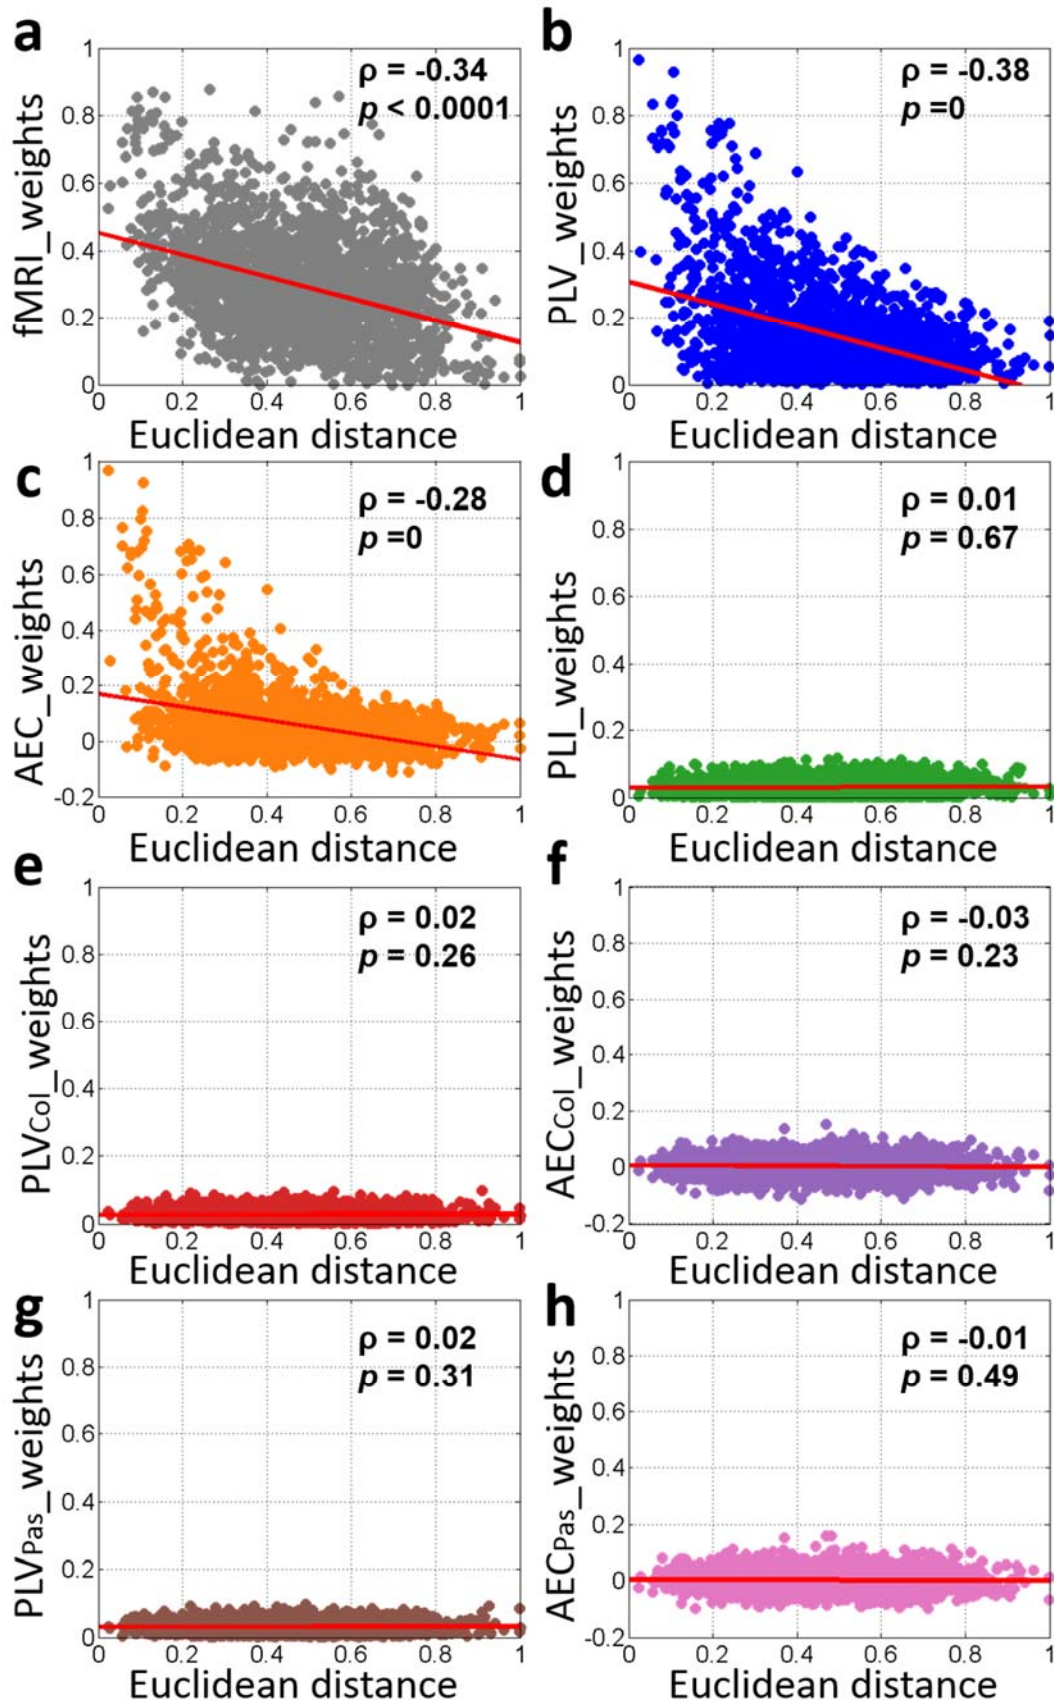 a
ρ = -0.34
p < 0.0001
fMRI_weights
1
0.8
0.6
0.4
0.2
0
0 0.2 0.4 0.6 0.8 1
Euclidean distance
b
ρ = -0.38
p =0
PLV_weights
1
0.8
0.6
0.4
0.2
0
0 0.2 0.4 0.6 0.8 1
Euclidean distance
c
ρ = -0.28
p =0
AEC_weights
1
0.8
0.6
0.4
0.2
0
-0.2
0 0.2 0.4 0.6 0.8 1
Euclidean distance
d
ρ = 0.01
p = 0.67
PLI_weights
1
0.8
0.6
0.4
0.2
0
0 0.2 0.4 0.6 0.8 1
Euclidean distance
e
ρ = 0.02
p = 0.26
PLVCol_weights
1
0.8
0.6
0.4
0.2
0
0 0.2 0.4 0.6 0.8 1
Euclidean distance
f
ρ = -0.03
p = 0.23
AECCol_weights
1
0.8
0.6
0.4
0.2
0
-0.2
0 0.2 0.4 0.6 0.8 1
Euclidean distance
g
ρ = 0.02
p = 0.31
PLVPas_weights
1
0.8
0.6
0.4
0.2
0
0 0.2 0.4 0.6 0.8 1
Euclidean distance
h
ρ = -0.01
p = 0.49
AECPas_weights
1
0.8
0.6
0.4
0.2
0
-0.2
0 0.2 0.4 0.6 0.8 1
Euclidean distance